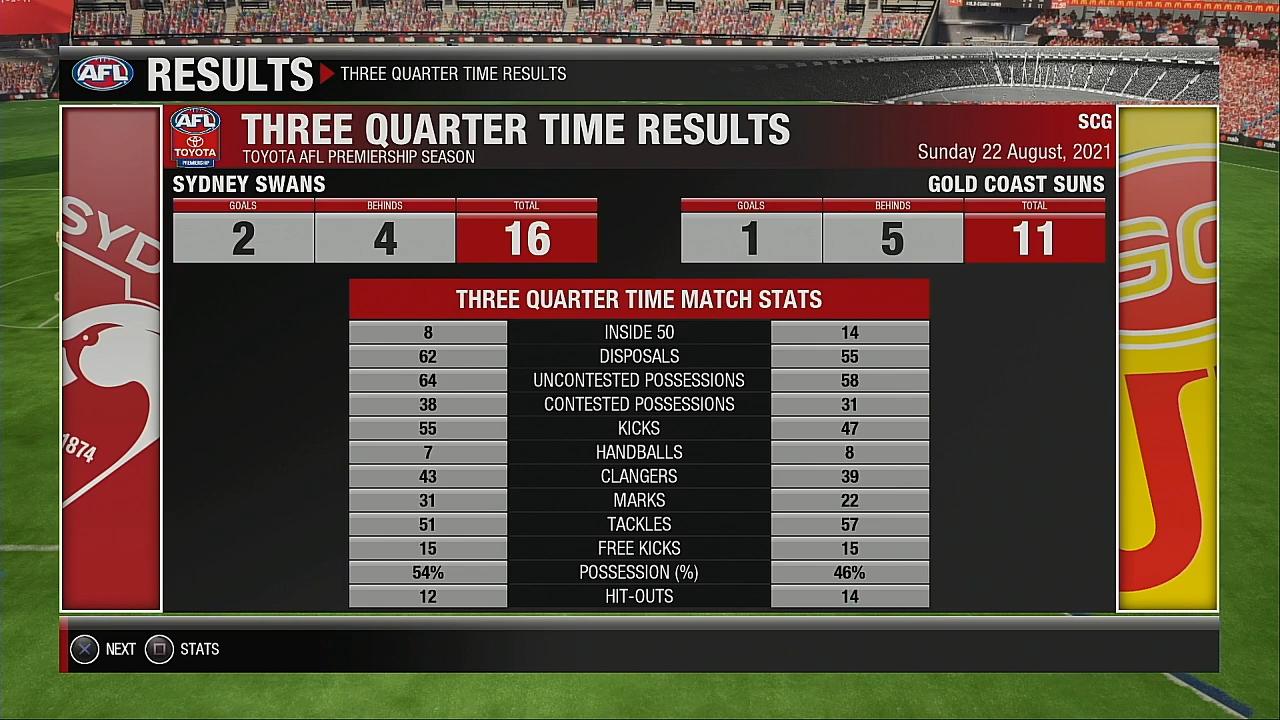 AFL RESULTS THREE QUARTER TIME RESULTS
AFL TOYOTA PREMIERSHIP
THREE QUARTER TIME RESULTS
SCG
TOYOTA AFL PREMIERSHIP SEASON
Sunday 22 August, 2021
SYDNEY SWANS GOLD COAST SUNS
GOALS BEHINDS TOTAL GOALS BEHINDS TOTAL
2 4 16 1 5 11
THREE QUARTER TIME MATCH STATS
8 INSIDE 50 14
62 DISPOSALS 55
64 UNCONTESTED POSSESSIONS 58
38 CONTESTED POSSESSIONS 31
55 KICKS 47
7 HANDBALLS 8
43 CLANGERS 39
31 MARKS 22
51 TACKLES 57
15 FREE KICKS 15
54% POSSESSION (%) 46%
12 HIT-OUTS 14
SYD
1874
GC
NEXT STATS